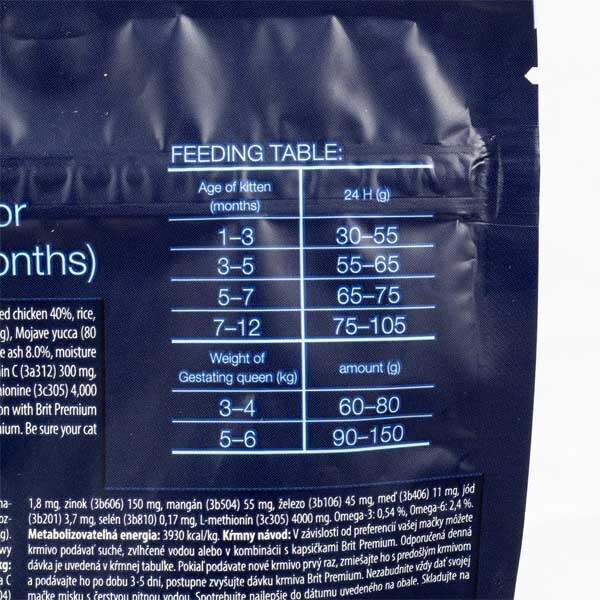 FEEDING TABLE:
Age of kitten (months) 24 H (g)
1–3 30–55
3–5 55–65
5–7 65–75
7–12 75–105
Weight of Gestating queen (kg) amount (g)
3–4 60–80
5–6 90–150
or
onths)
ed chicken 40%, rice,
g), Mojave yucca (80
e ash 8.0%, moisture
in C (3a312) 300 mg,
hionine (3c305) 4,000
on with Brit Premium
ium. Be sure your cat
1,8 mg, zinok (3b606) 150 mg, mangán (3b504) 55 mg, železo (3b106) 45 mg, meď (3b406) 11 mg, jód
(3b201) 3,7 mg, selén (3b810) 0,17 mg, L-methionín (3c305) 4000 mg. Omega-3: 0,54 %, Omega-6: 2,4 %.
Metabolizovateľná energia: 3930 kcal/kg. Kŕmny návod: V závislosti od preferencií vašej mačky môžete
krmivo podávať suché, zvlhčené vodou alebo v kombinácii s kapsičkami Brit Premium. Odporučená denná
dávka je uvedená v kŕmnej tabuľke. Pokiaľ podávate nové krmivo prvý raz, zmiešajte ho s predošlým krmivom
a podávajte ho po dobu 3-5 dní, postupne zvyšujte dávku krmiva Brit Premium. Nezabudnite vždy dať svojej
mačke misku s čerstvou pitnou vodou. Spotrebujte najlepšie do dátumu uvedeného na obale. Skladujte na
na-
oz-
g).
wy
kg:
a C